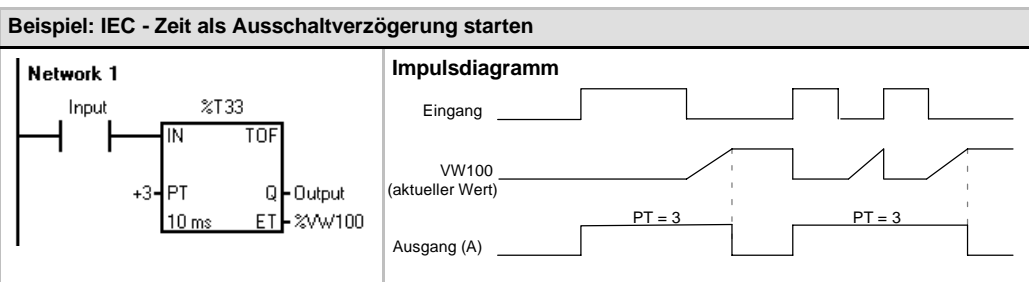 Beispiel: IEC - Zeit als Ausschaltverzögerung starten
Network 1
Input
%T33
IN TOF
+3 PT Q Output
10 ms ET %VW100
Impulsdiagramm
Eingang
VW100
(aktueller Wert)
PT = 3 PT = 3
Ausgang (A)